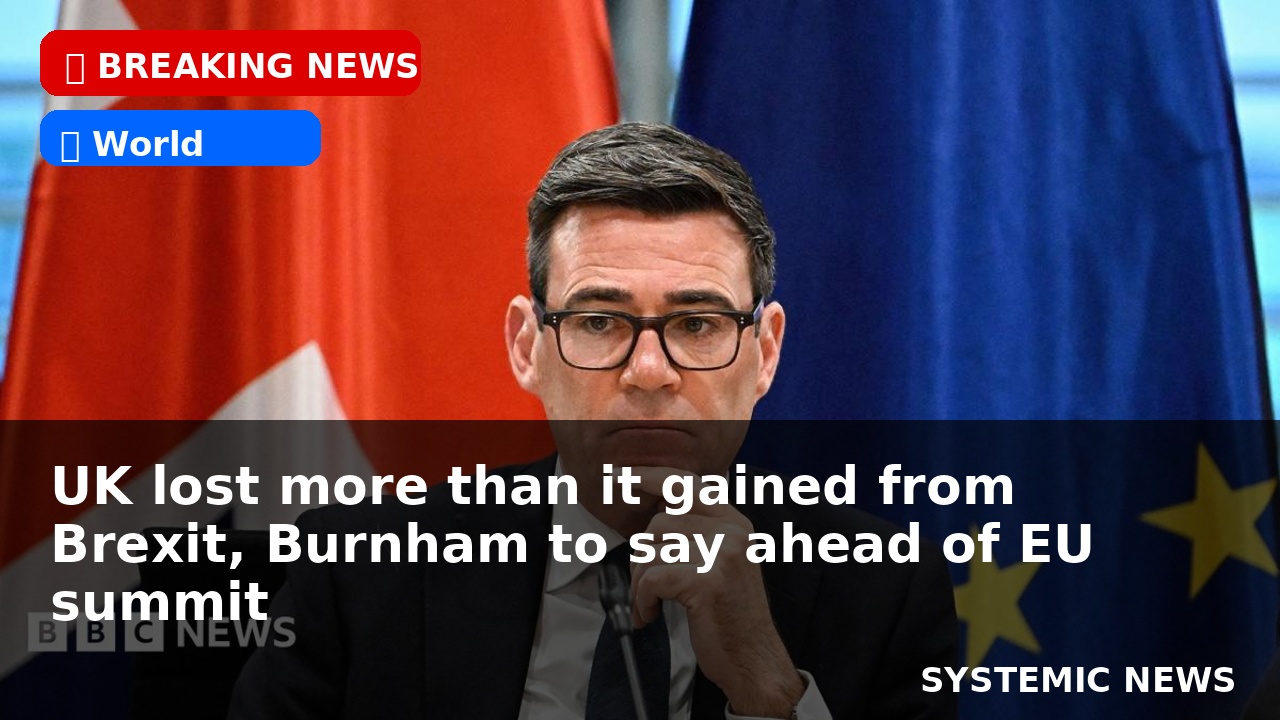 BREAKING NEWS
World
UK lost more than it gained from
Brexit, Burnham to say ahead of EU
summit
BBC NEWS
SYSTEMIC NEWS